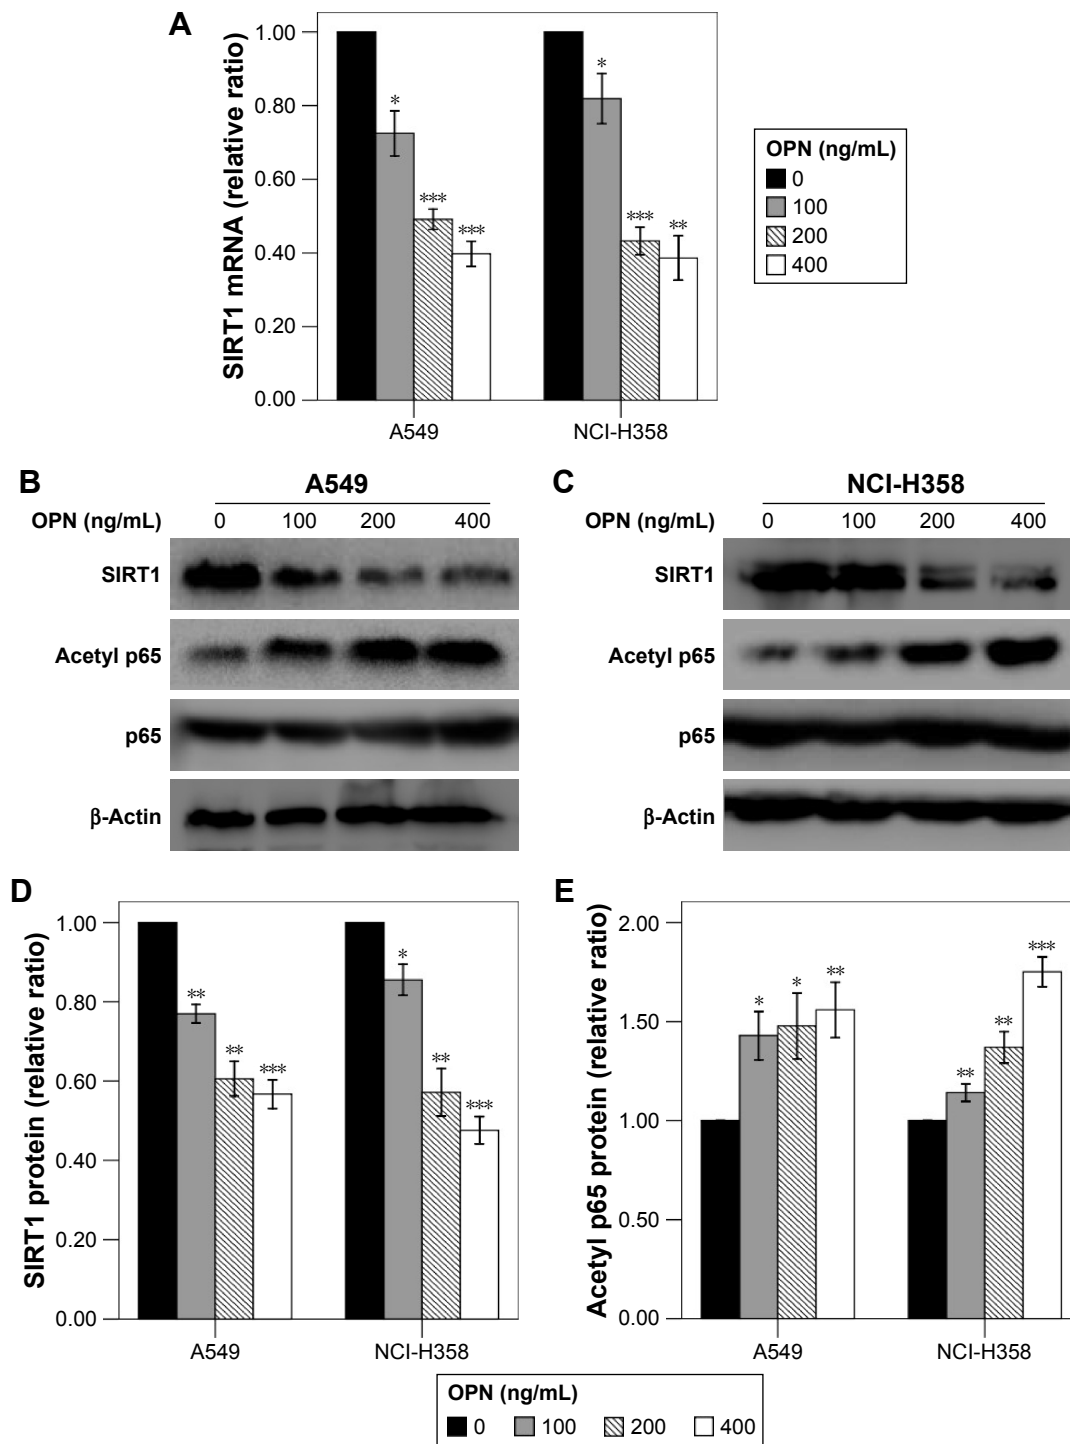 A
SIRT1 mRNA (relative ratio)
1.00
0.80
0.60
0.40
0.20
0.00
* *** *** * *** **
A549 NCI-H358
OPN (ng/mL)
0
100
200
400
B
A549
OPN (ng/mL) 0 100 200 400
SIRT1
Acetyl p65
p65
β-Actin
C
NCI-H358
OPN (ng/mL) 0 100 200 400
SIRT1
Acetyl p65
p65
β-Actin
D
SIRT1 protein (relative ratio)
1.00
0.80
0.60
0.40
0.20
0.00
** ** *** * ** ***
A549 NCI-H358
E
Acetyl p65 protein (relative ratio)
2.00
1.50
1.00
0.50
0.00
* * ** ** ** ***
A549 NCI-H358
OPN (ng/mL)
0 100 200 400